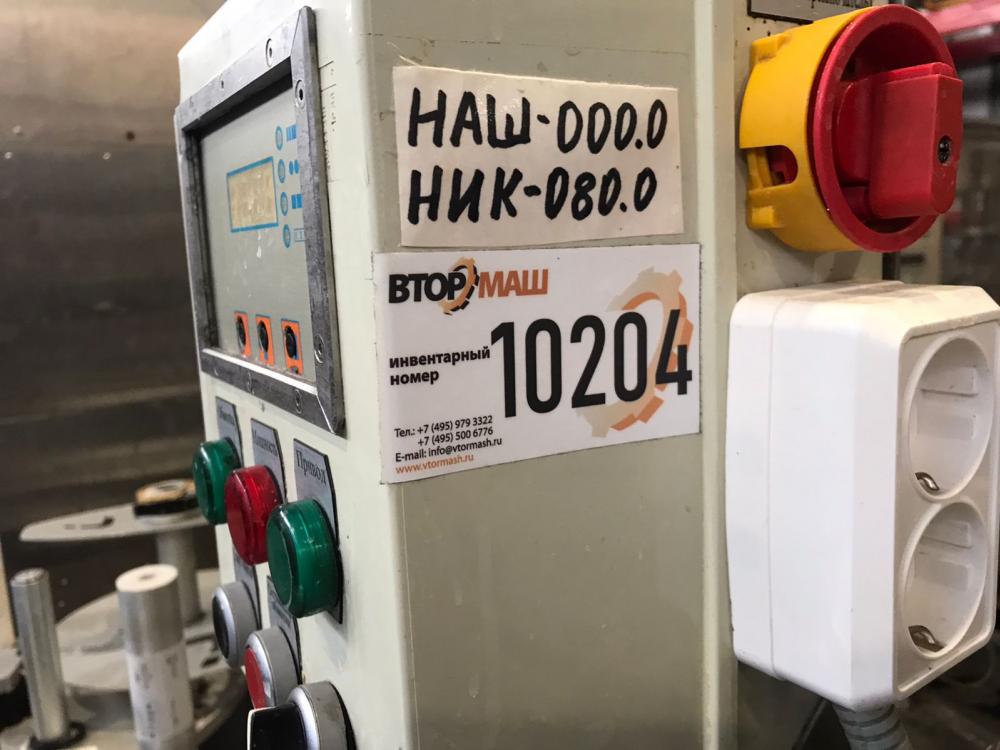 НАШ-000.0
НИК-080.0
ВТОРМАШ
инвентарный
номер
10204
Тел.: +7 (495) 979 3322
+7 (495) 500 6776
E-mail: info@vtormash.ru
www.vtormash.ru
Привод